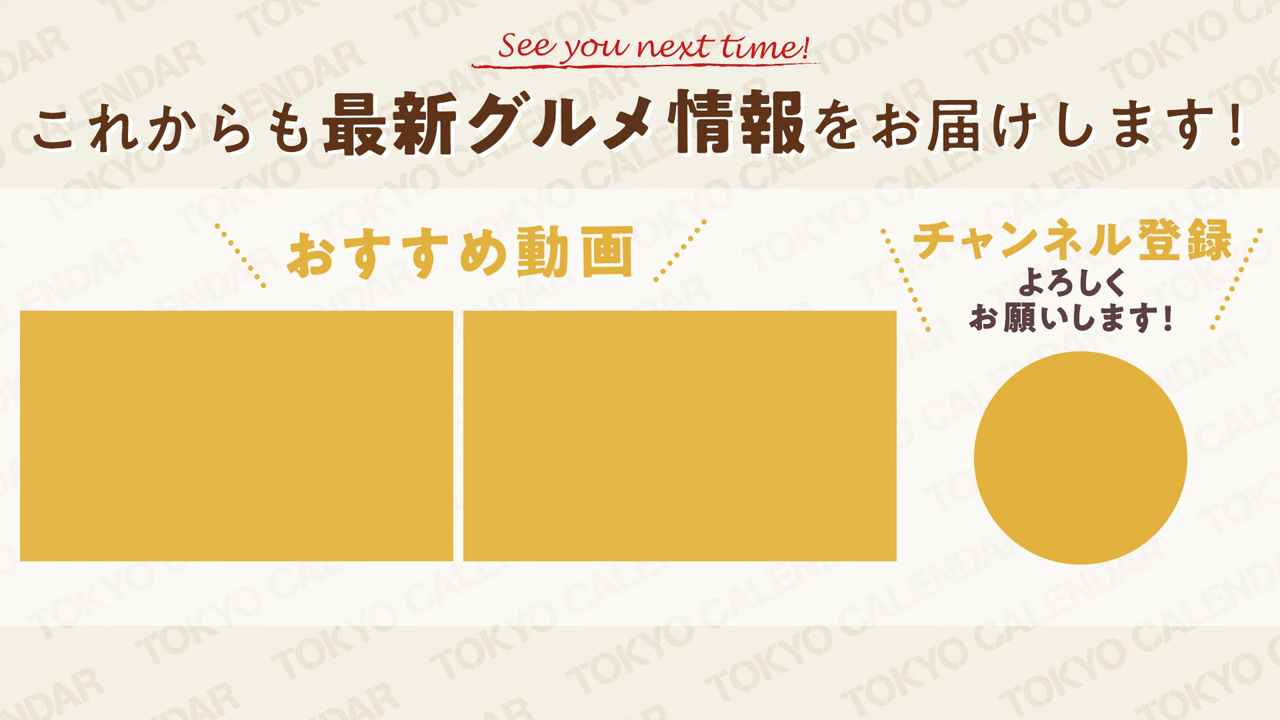 See you next time!
これからも最新グルメ情報をお届けします!
おすすめ動画
チャンネル登録
よろしく
お願いします!
TOKYO CALENDAR